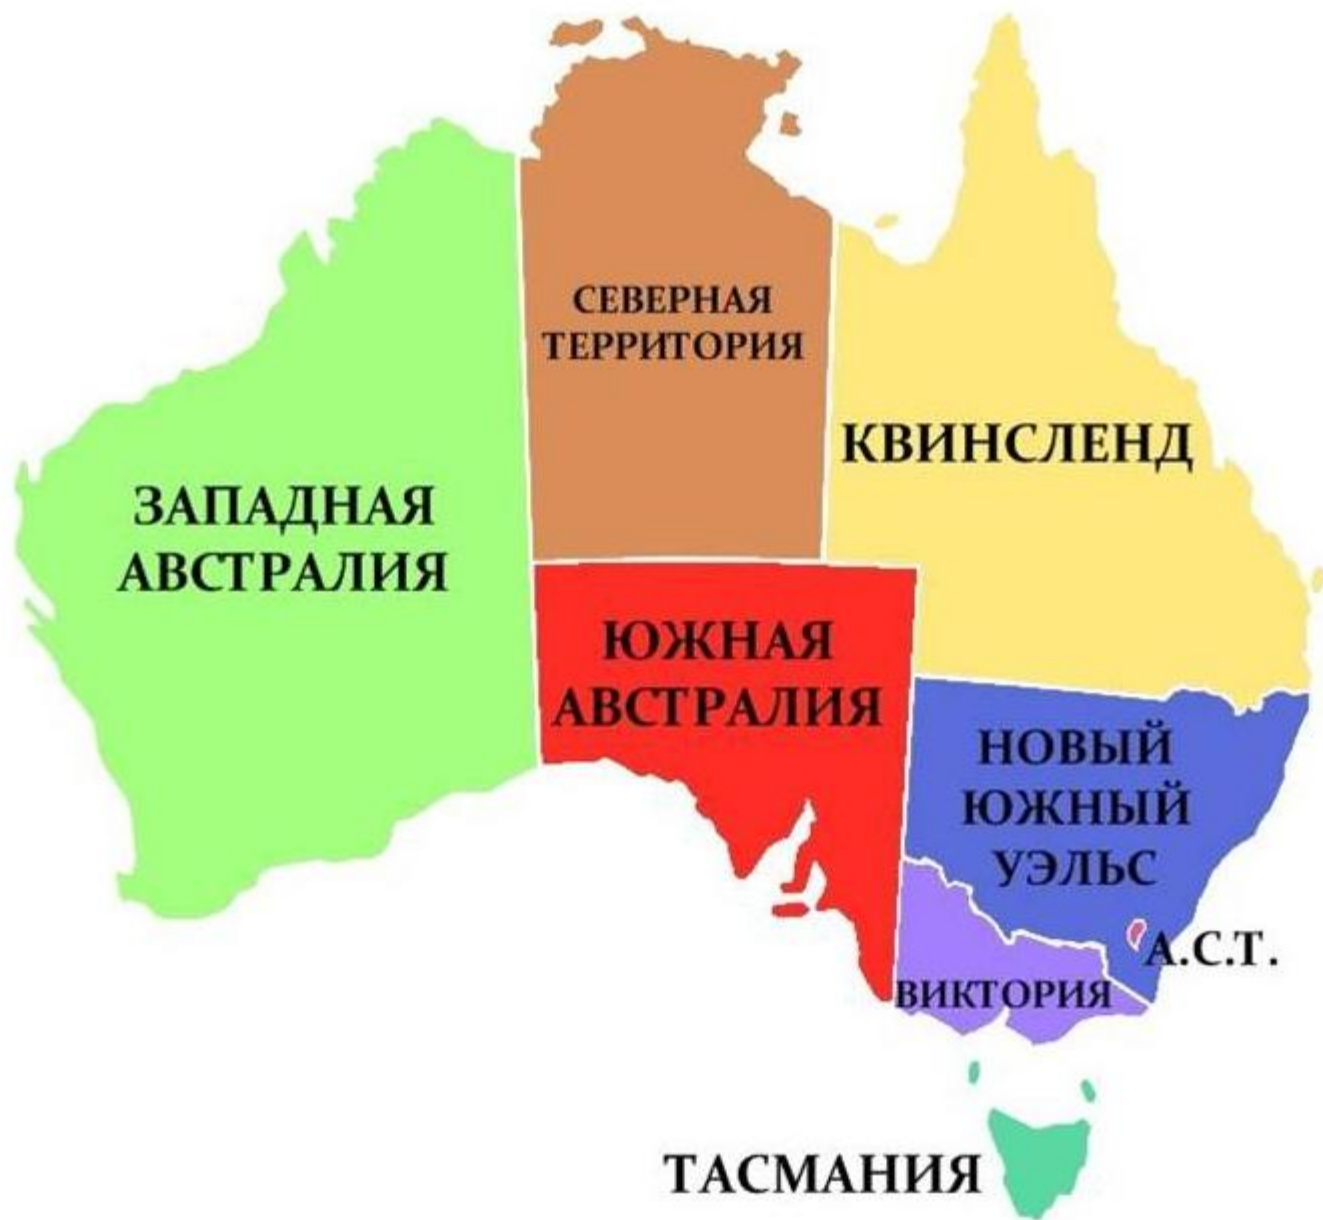 СЕВЕРНАЯ
ТЕРРИТОРИЯ
КВИНСЛЕНД
ЗАПАДНАЯ
АВСТРАЛИЯ
ЮЖНАЯ
АВСТРАЛИЯ
НОВЫЙ
ЮЖНЫЙ
УЭЛЬС
А.С.Т.
ВИКТОРИЯ
ТАСМАНИЯ